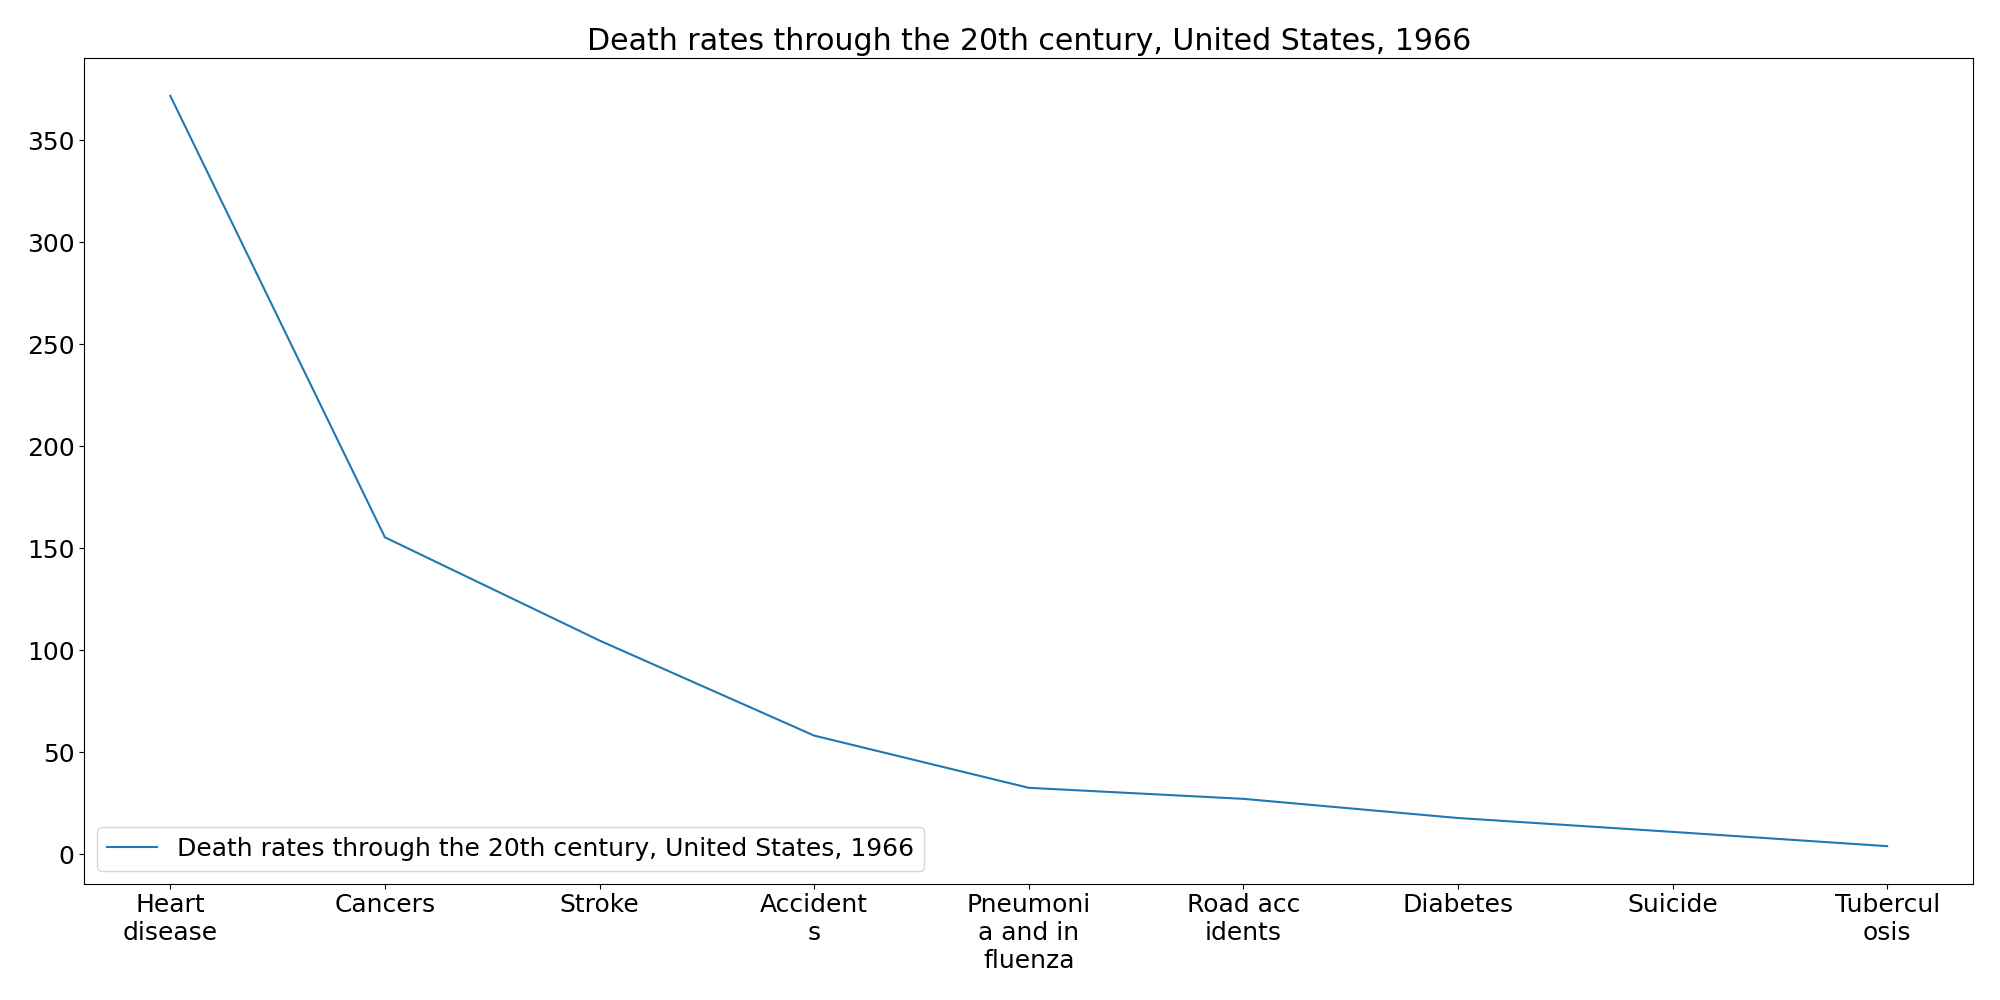 Death rates through the 20th century, United States, 1966
350
300
250
200
150
100
50
0
Death rates through the 20th century, United States, 1966
Heart
disease
Cancers
Stroke
Accident
s
Pneumoni
a and in
fluenza
Road acc
idents
Diabetes
Suicide
Tubercul
osis